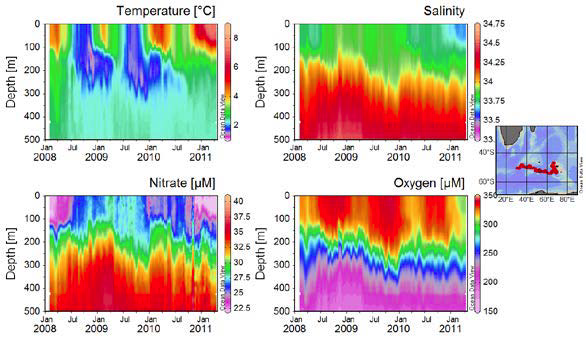 Temperature [°C]
0
100
200
300
400
500
Depth [m]
8
6
4
2
Ocean Data View
Jan Jul Jan Jul Jan Jul Jan
2008 2009 2010 2011
Salinity
0
100
200
300
400
500
Depth [m]
34.75
34.5
34.25
34
33.75
33.5
Ocean Data View
Jan Jul Jan Jul Jan Jul Jan
2008 2009 2010 2011
40°S
60°S
20°E 40°E 60°E 80°E
Ocean Data View
Nitrate [µM]
0
100
200
300
400
500
Depth [m]
40
37.5
35
32.5
30
27.5
25
22.5
Ocean Data View
Jan Jul Jan Jul Jan Jul Jan
2008 2009 2010 2011
Oxygen [µM]
0
100
200
300
400
500
Depth [m]
350
300
250
200
150
Ocean Data View
Jan Jul Jan Jul Jan Jul Jan
2008 2009 2010 2011